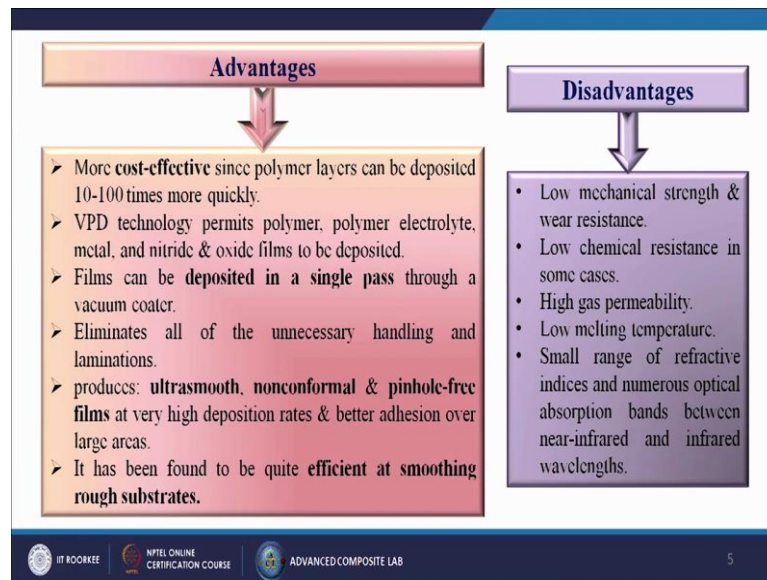 Advantages
➢ More cost-effective since polymer layers can be deposited
10-100 times more quickly.
➢ VPD technology permits polymer, polymer electrolyte,
metal, and nitride & oxide films to be deposited.
➢ Films can be deposited in a single pass through a
vacuum coater.
➢ Eliminates all of the unnecessary handling and
laminations.
➢ produces: ultrasmooth, nonconformal & pinhole-free
films at very high deposition rates & better adhesion over
large areas.
➢ It has been found to be quite efficient at smoothing
rough substrates.
Disadvantages
• Low mechanical strength &
wear resistance.
• Low chemical resistance in
some cases.
• High gas permeability.
• Low melting temperature.
• Small range of refractive
indices and numerous optical
absorption bands between
near-infrared and infrared
wavelengths.
IIT ROORKEE
NPTEL ONLINE
CERTIFICATION COURSE
ADVANCED COMPOSITE LAB
5